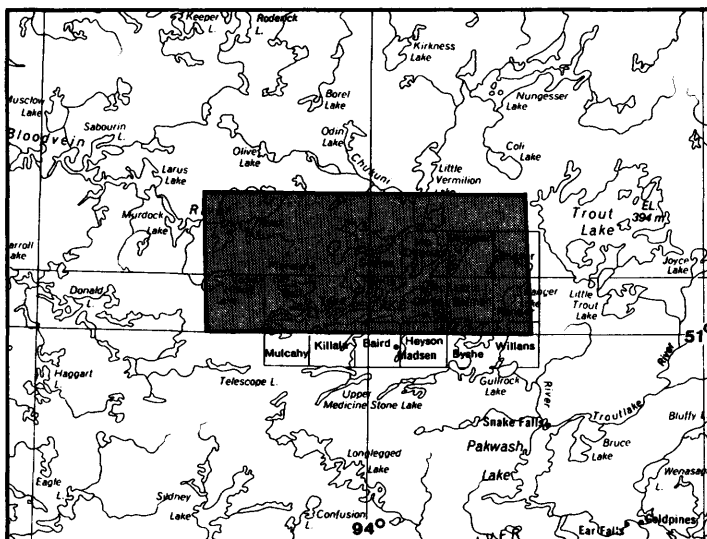 Keeper
L.
Roderick
L.
Kirkness
Lake
Borel
Lake
Nungesser
Lake
Lake
Bloodvein
Sabourin
L.
Odin
Lake
Olive
Lake
Chukuni
Coli
Lake
Larus
Lake
Little
Vermilion
Murdock
Lake
Trout
Lake
EL.
394 m
Lake
Joyce
Lake
Donald
L.
Little
Trout
Lake
51°
Mulcahy
Killala
Baird
Heyson
Madsen
Byshe
Willans
Haggart
L.
Telescope L.
Upper
Medicine Stone Lake
Gullrock
Lake
River
River
Troutlake
Bluffy L
Snake Falls
Pakwash
Lake
Bruce
Lake
Longlegged
Lake
Eagle
L.
Sidney
Lake
Confusion
L.
94°
L.
Ear Falls
Goldpines